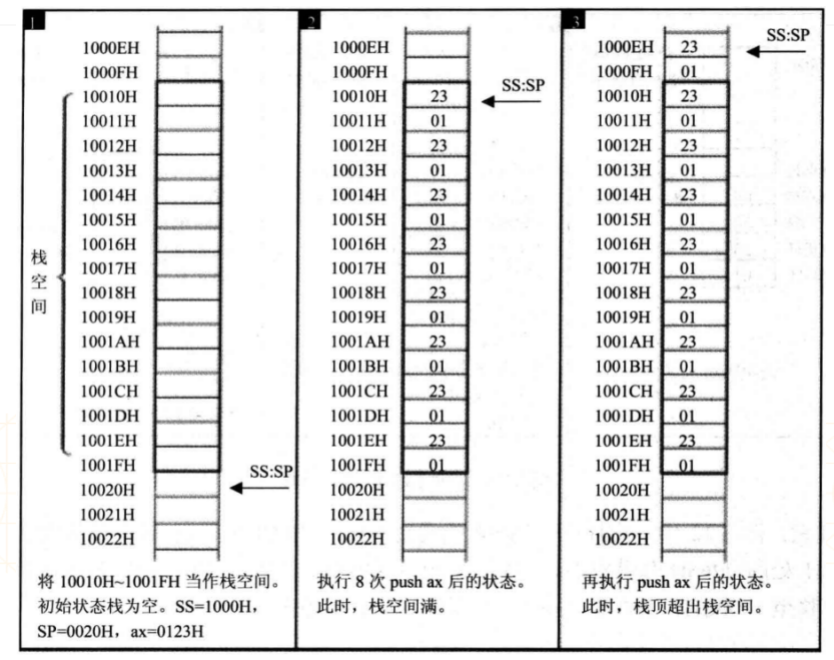 1
1000EH
1000FH
10010H
10011H
10012H
10013H
10014H
10015H
10016H
10017H
10018H
10019H
1001AH
1001BH
1001CH
1001DH
1001EH
1001FH
10020H
10021H
10022H
栈空间
SS:SP
将 10010H~1001FH 当作栈空间。
初始状态栈为空。SS=1000H，
SP=0020H，ax=0123H
2
1000EH
1000FH
10010H 23
10011H 01
10012H 23
10013H 01
10014H 23
10015H 01
10016H 23
10017H 01
10018H 23
10019H 01
1001AH 23
1001BH 01
1001CH 23
1001DH 01
1001EH 23
1001FH 01
10020H
10021H
10022H
SS:SP
执行 8 次 push ax 后的状态。
此时，栈空间满。
3
1000EH 23
1000FH 01
10010H 23
10011H 01
10012H 23
10013H 01
10014H 23
10015H 01
10016H 23
10017H 01
10018H 23
10019H 01
1001AH 23
1001BH 01
1001CH 23
1001DH 01
1001EH 23
1001FH 01
10020H
10021H
10022H
SS:SP
再执行 push ax 后的状态。
此时，栈顶超出栈空间。